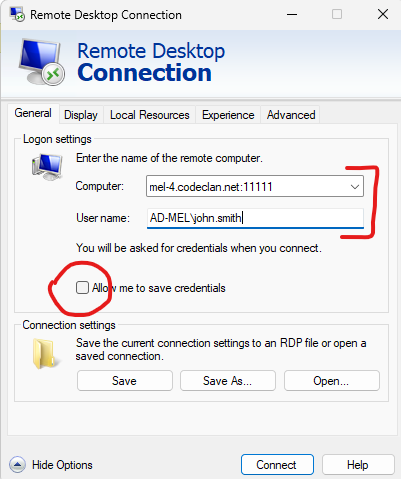 Remote Desktop Connection
Remote Desktop
Connection
General Display Local Resources Experience Advanced
Logon settings
Enter the name of the remote computer.
Computer: mel-4.codeclan.net:11111
User name: AD-MEL\john.smith
You will be asked for credentials when you connect.
Allow me to save credentials
Connection settings
Save the current connection settings to an RDP file or open a
saved connection.
Save Save As... Open...
Hide Options Connect Help